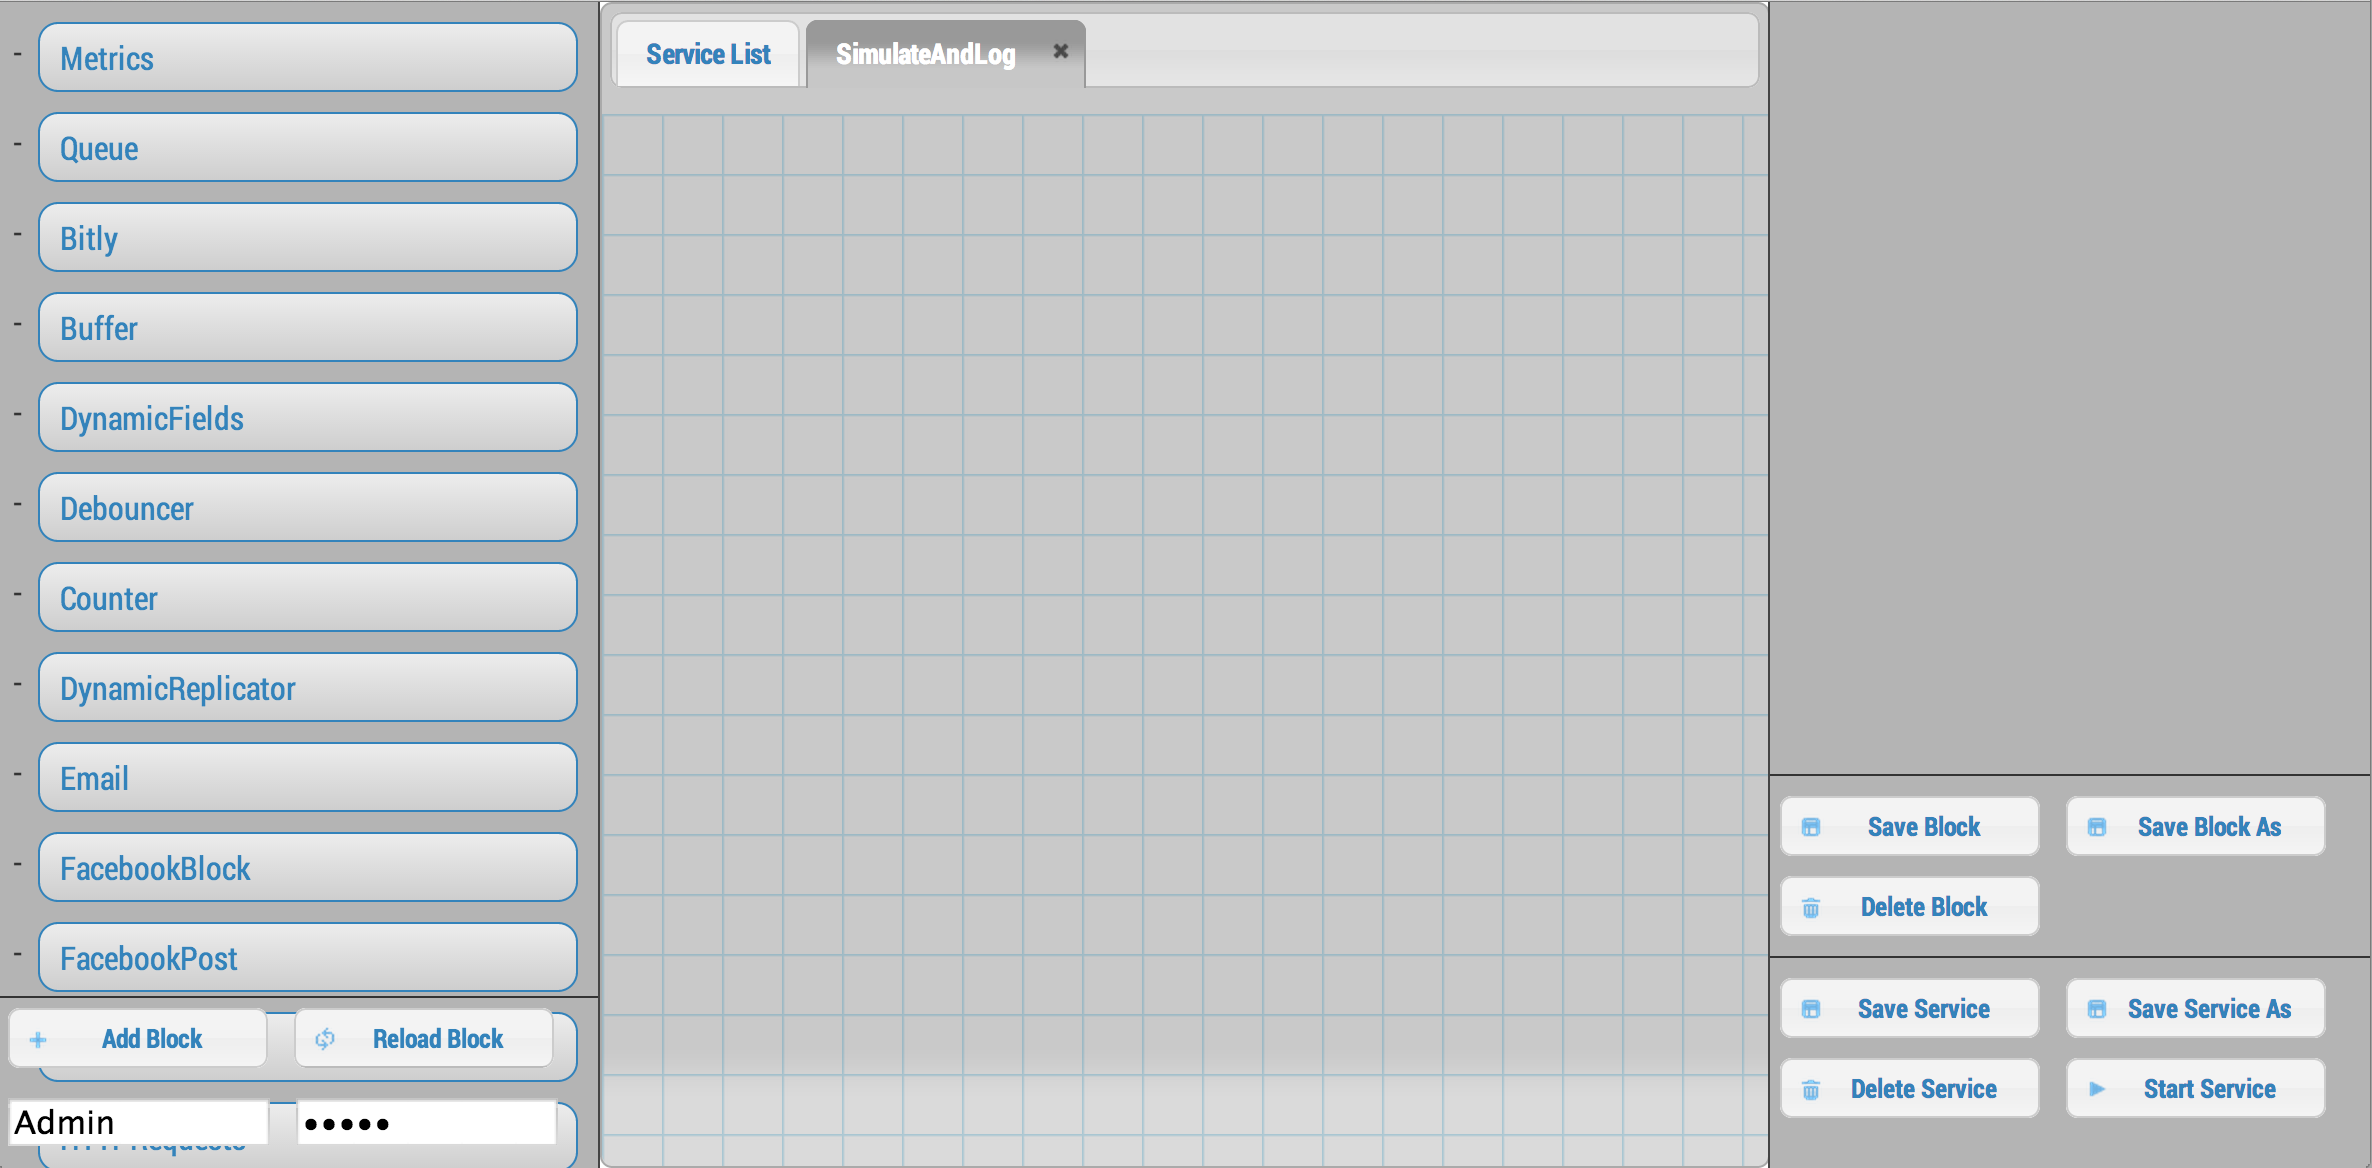 - Metrics
- Queue
- Bitly
- Buffer
- DynamicFields
- Debouncer
- Counter
- DynamicReplicator
- Email
- FacebookBlock
- FacebookPost
Add Block
Reload Block
Admin
•••••
Requests
Service List
SimulateAndLog ✖
Save Block
Save Block As
Delete Block
Save Service
Save Service As
Delete Service
Start Service